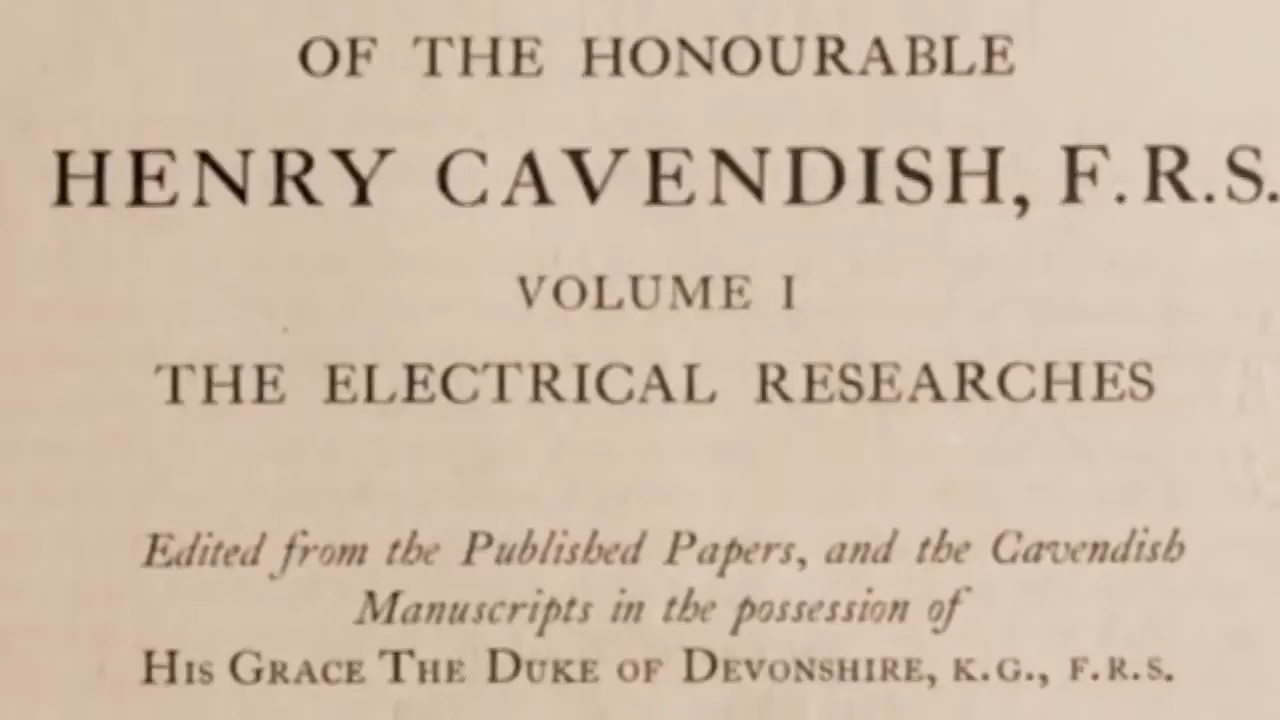 OF THE HONOURABLE
HENRY CAVENDISH, F.R.S.
VOLUME I
THE ELECTRICAL RESEARCHES
Edited from the Published Papers, and the Cavendish
Manuscripts in the possession of
HIS GRACE THE DUKE OF DEVONSHIRE, K.G., F.R.S.